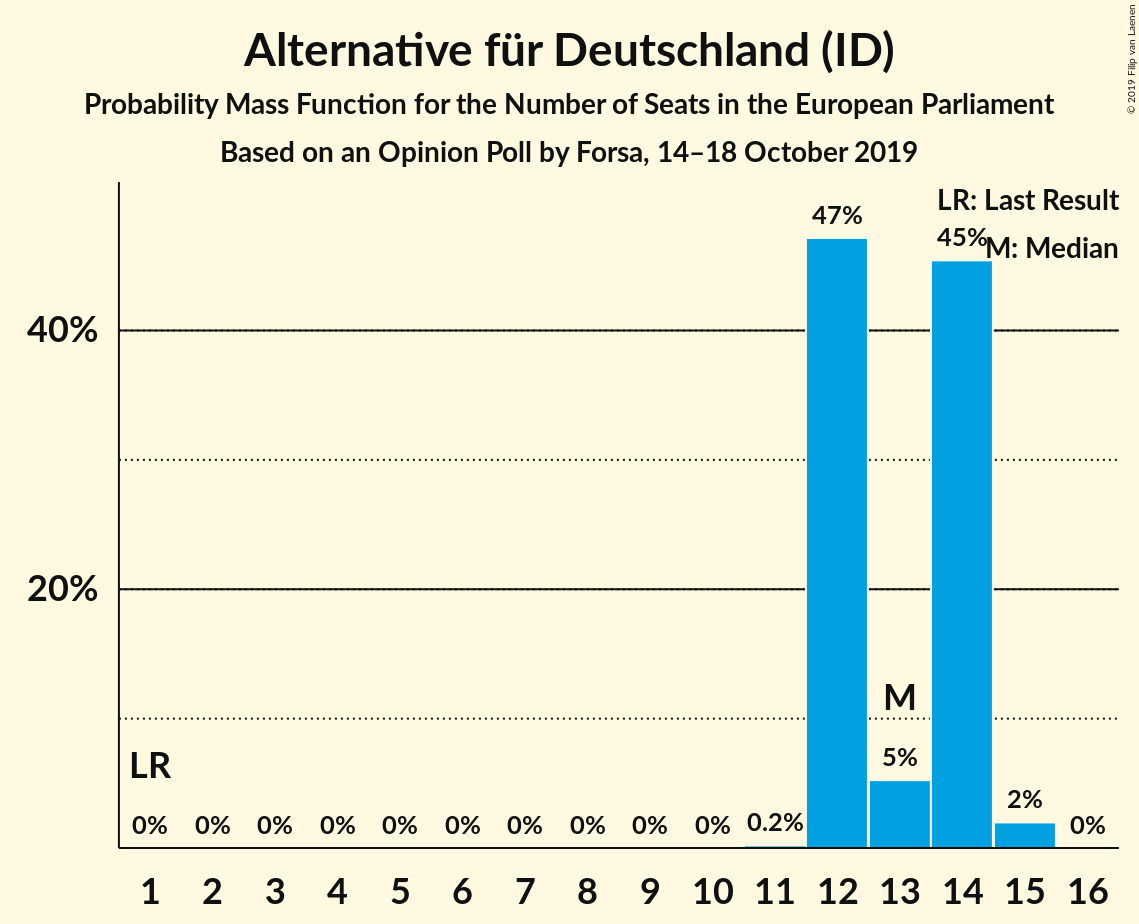 Alternative für Deutschland (ID)
Probability Mass Function for the Number of Seats in the European Parliament
Based on an Opinion Poll by Forsa, 14–18 October 2019
© 2019 Filip van Laenen
LR: Last Result
M: Median
47%
45%
40%
20%
M
LR
5%
2%
0% 0% 0% 0% 0% 0% 0% 0% 0% 0% 0.2% 0%
1 2 3 4 5 6 7 8 9 10 11 12 13 14 15 16